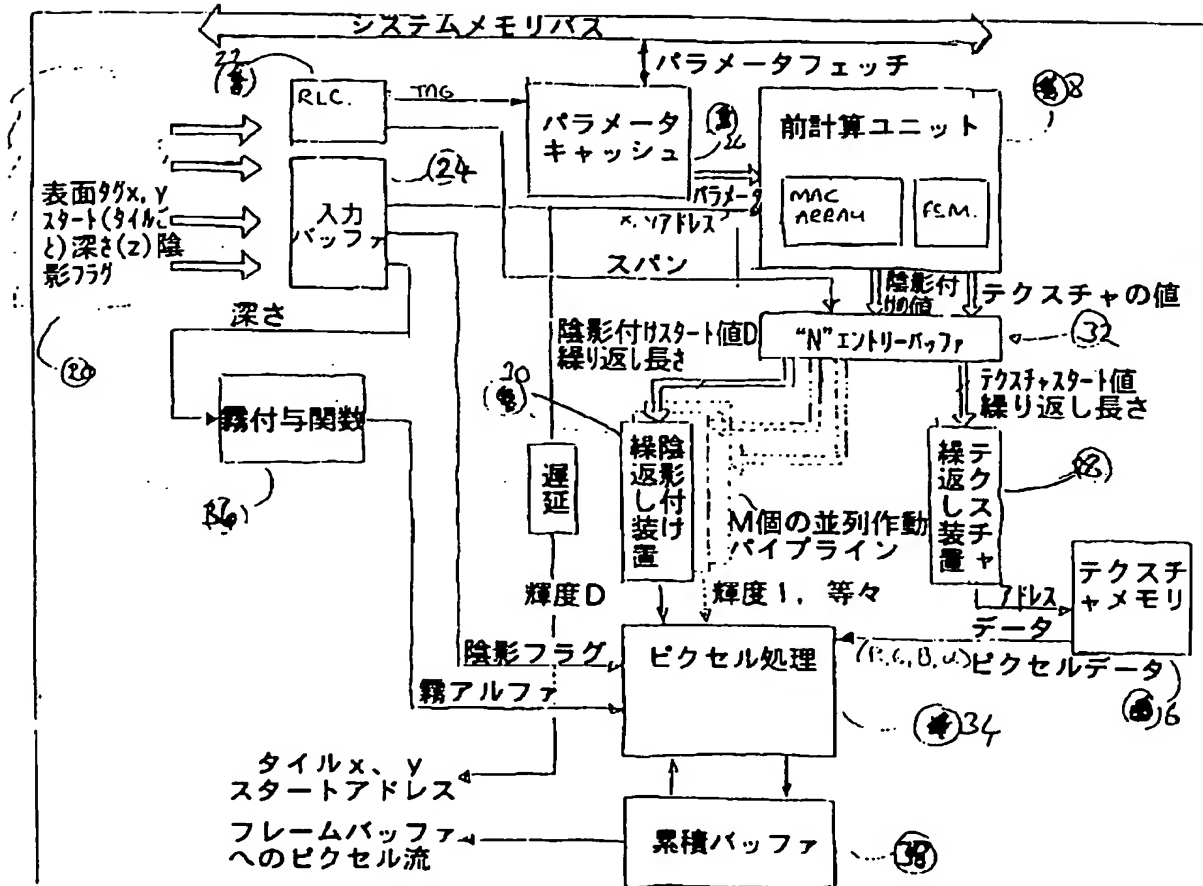 システムメモリバス
パラメータフェッチ
22
RLC.
TAG
パラメータ
キャッシュ
26
前計算ユニット
8
MAC
ARRAY
F.S.M.
24
表面タグx, y
スタート(タイルご
と)深さ(z)陰
影フラグ
入力
バッファ
パラメータ
x, yアドレス
スパン
陰影付
けの値
テクスチャの値
深さ
陰影付けスタート値D
繰り返し長さ
“N”エントリーバッファ
32
20
30
テクスチャスタート値
繰り返し長さ
霧付与関数
36
遅延
陰影付け
繰返し装置
テクスチャ
繰返し装置
M個の並列作動
パイプライン
テクスチ
ャメモリ
輝度D
輝度1, 等々
アドレス
データ
陰影フラグ
ピクセル処理
ピクセルデータ
霧アルファ
34
16
タイルx、y
スタートアドレス
フレームバッファ
へのピクセル流
累積バッファ
38